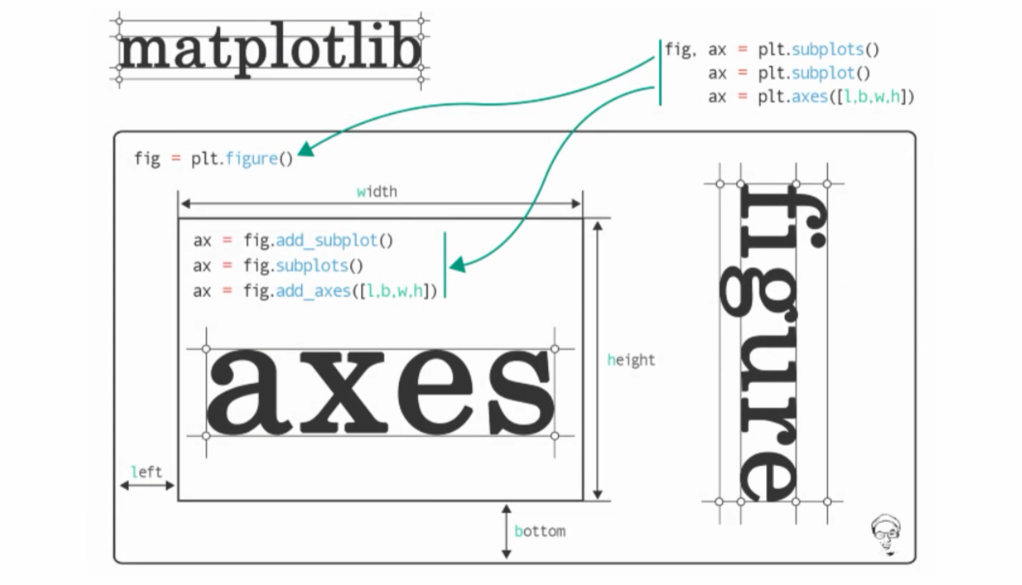 matplotlib
fig, ax = plt.subplots()
ax = plt.subplot()
ax = plt.axes([l,b,w,h])
fig = plt.figure()
width
ax = fig.add_subplot()
ax = fig.subplots()
ax = fig.add_axes([l,b,w,h])
axes
height
figure
left
bottom